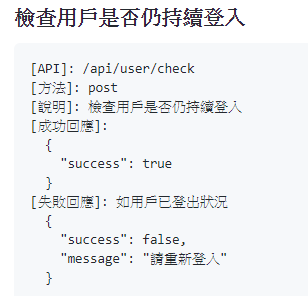 檢查用戶是否仍持續登入
[API]: /api/user/check
[方法]: post
[說明]: 檢查用戶是否仍持續登入
[成功回應]:
  {
    "success": true
  }
[失敗回應]: 如用戶已登出狀況
  {
    "success": false,
    "message": "請重新登入"
  }